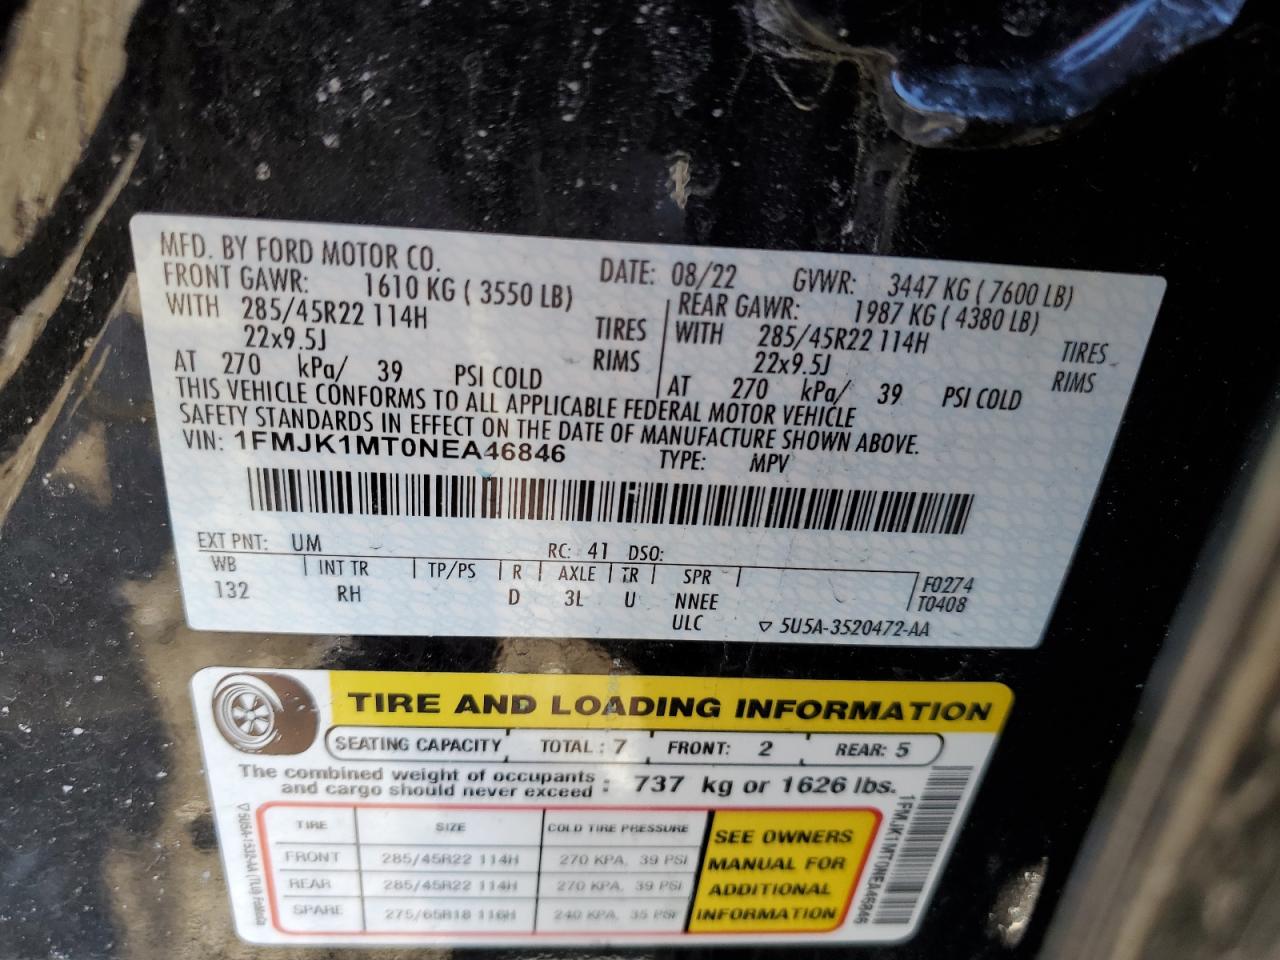 MFD. BY FORD MOTOR CO. DATE: 08/22 GVWR: 3447 KG ( 7600 LB)
FRONT GAWR: 1610 KG ( 3550 LB) REAR GAWR: 1987 KG ( 4380 LB)
WITH 285/45R22 114H TIRES WITH 285/45R22 114H TIRES
22x9.5J RIMS 22x9.5J RIMS
AT 270 kPa/ 39 PSI COLD AT 270 kPa/ 39 PSI COLD
THIS VEHICLE CONFORMS TO ALL APPLICABLE FEDERAL MOTOR VEHICLE
SAFETY STANDARDS IN EFFECT ON THE DATE OF MANUFACTURE SHOWN ABOVE.
VIN: 1FMJK1MT0NEA46846 TYPE: MPV
EXT PNT: UM RC: 41 DSO:
WB INT TR TP/PS R AXLE TR SPR F0274
132 RH D 3L U NNEE T0408
ULC ▽ 5U5A-3520472-AA
TIRE AND LOADING INFORMATION
SEATING CAPACITY TOTAL : 7 FRONT: 2 REAR: 5
The combined weight of occupants
and cargo should never exceed : 737 kg or 1626 lbs.
TIRE SIZE COLD TIRE PRESSURE
FRONT 285/45R22 114H 270 KPA, 39 PSI
REAR 285/45R22 114H 270 KPA, 39 PSI
SPARE 275/65R18 116H 240 KPA, 35 PSI
SEE OWNERS
MANUAL FOR
ADDITIONAL
INFORMATION
1FMJK1MT0NEA46846
▽ 5U5A-1532-AA (TLI)